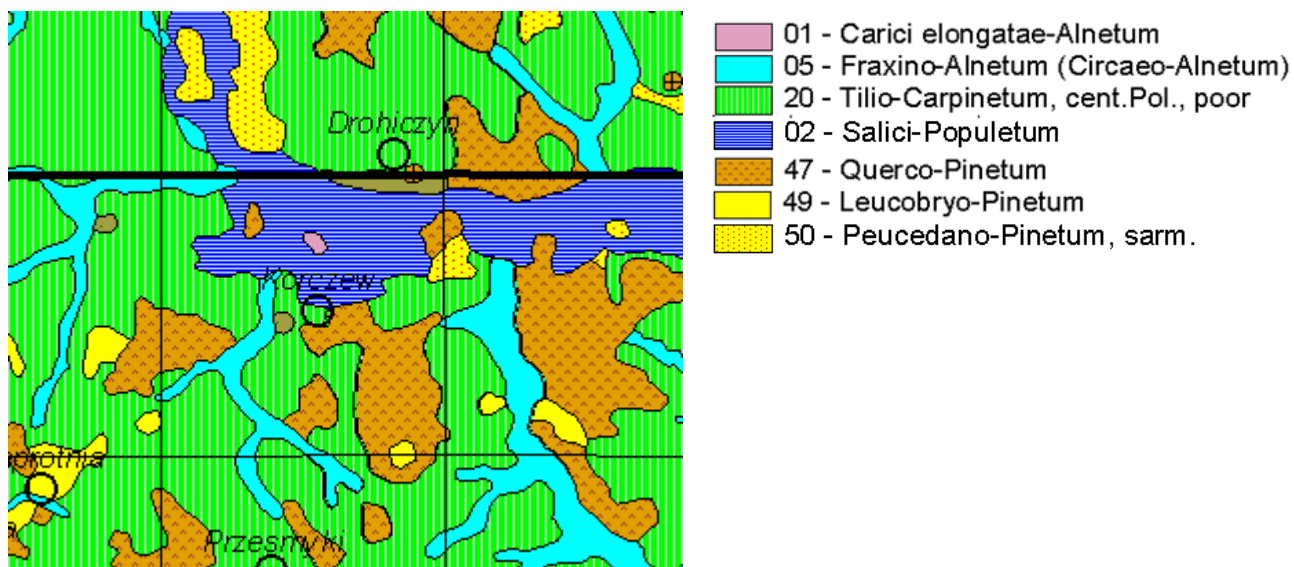 Drohiczyn
Korczew
Przesmyki
01 - Carici elongatae-Alnetum
05 - Fraxino-Alnetum (Circaeo-Alnetum)
20 - Tilio-Carpinetum, cent.Pol., poor
02 - Salici-Populetum
47 - Querco-Pinetum
49 - Leucobryo-Pinetum
50 - Peucedano-Pinetum, sarm.